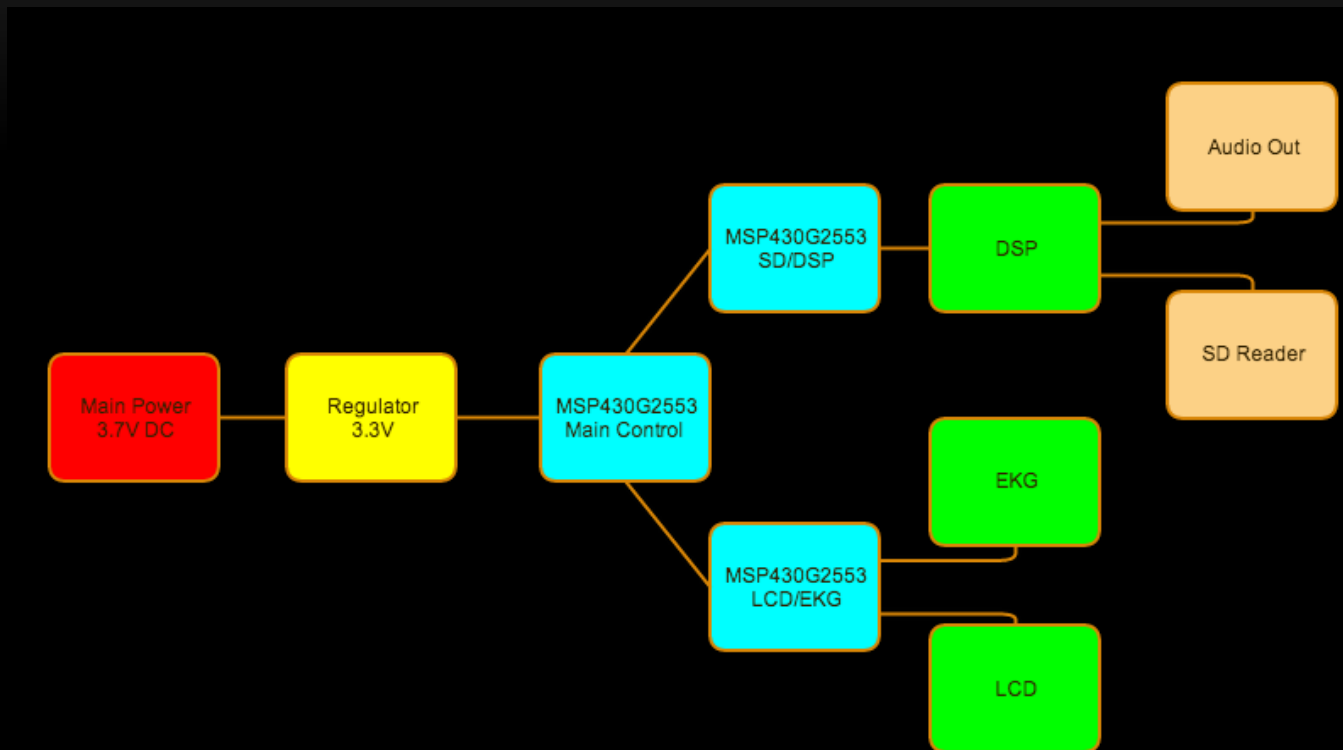 Audio Out
MSP430G2553
SD/DSP
DSP
SD Reader
Main Power
3.7V DC
Regulator
3.3V
MSP430G2553
Main Control
EKG
MSP430G2553
LCD/EKG
LCD